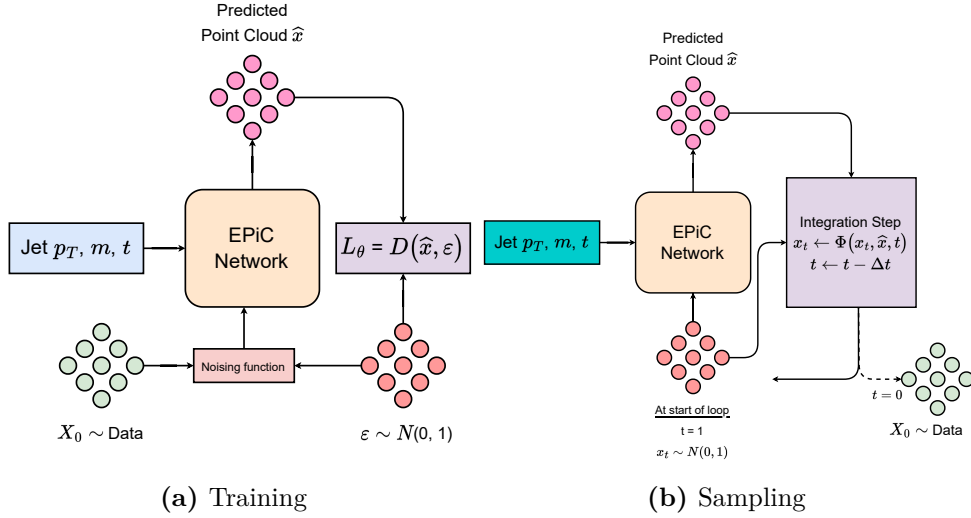 Predicted
Point Cloud x̂
EPiC
Network
Jet p_T, m, t
L_θ = D(x̂, ε)
Noising function
X_0 ∼ Data
ε ∼ N(0, 1)
(a) Training
Predicted
Point Cloud x̂
EPiC
Network
Jet p_T, m, t
Integration Step
x_t ← Φ(x_t, x̂, t)
t ← t − Δt
At start of loop
t = 1
x_t ∼ N(0, 1)
t = 0
X_0 ∼ Data
(b) Sampling